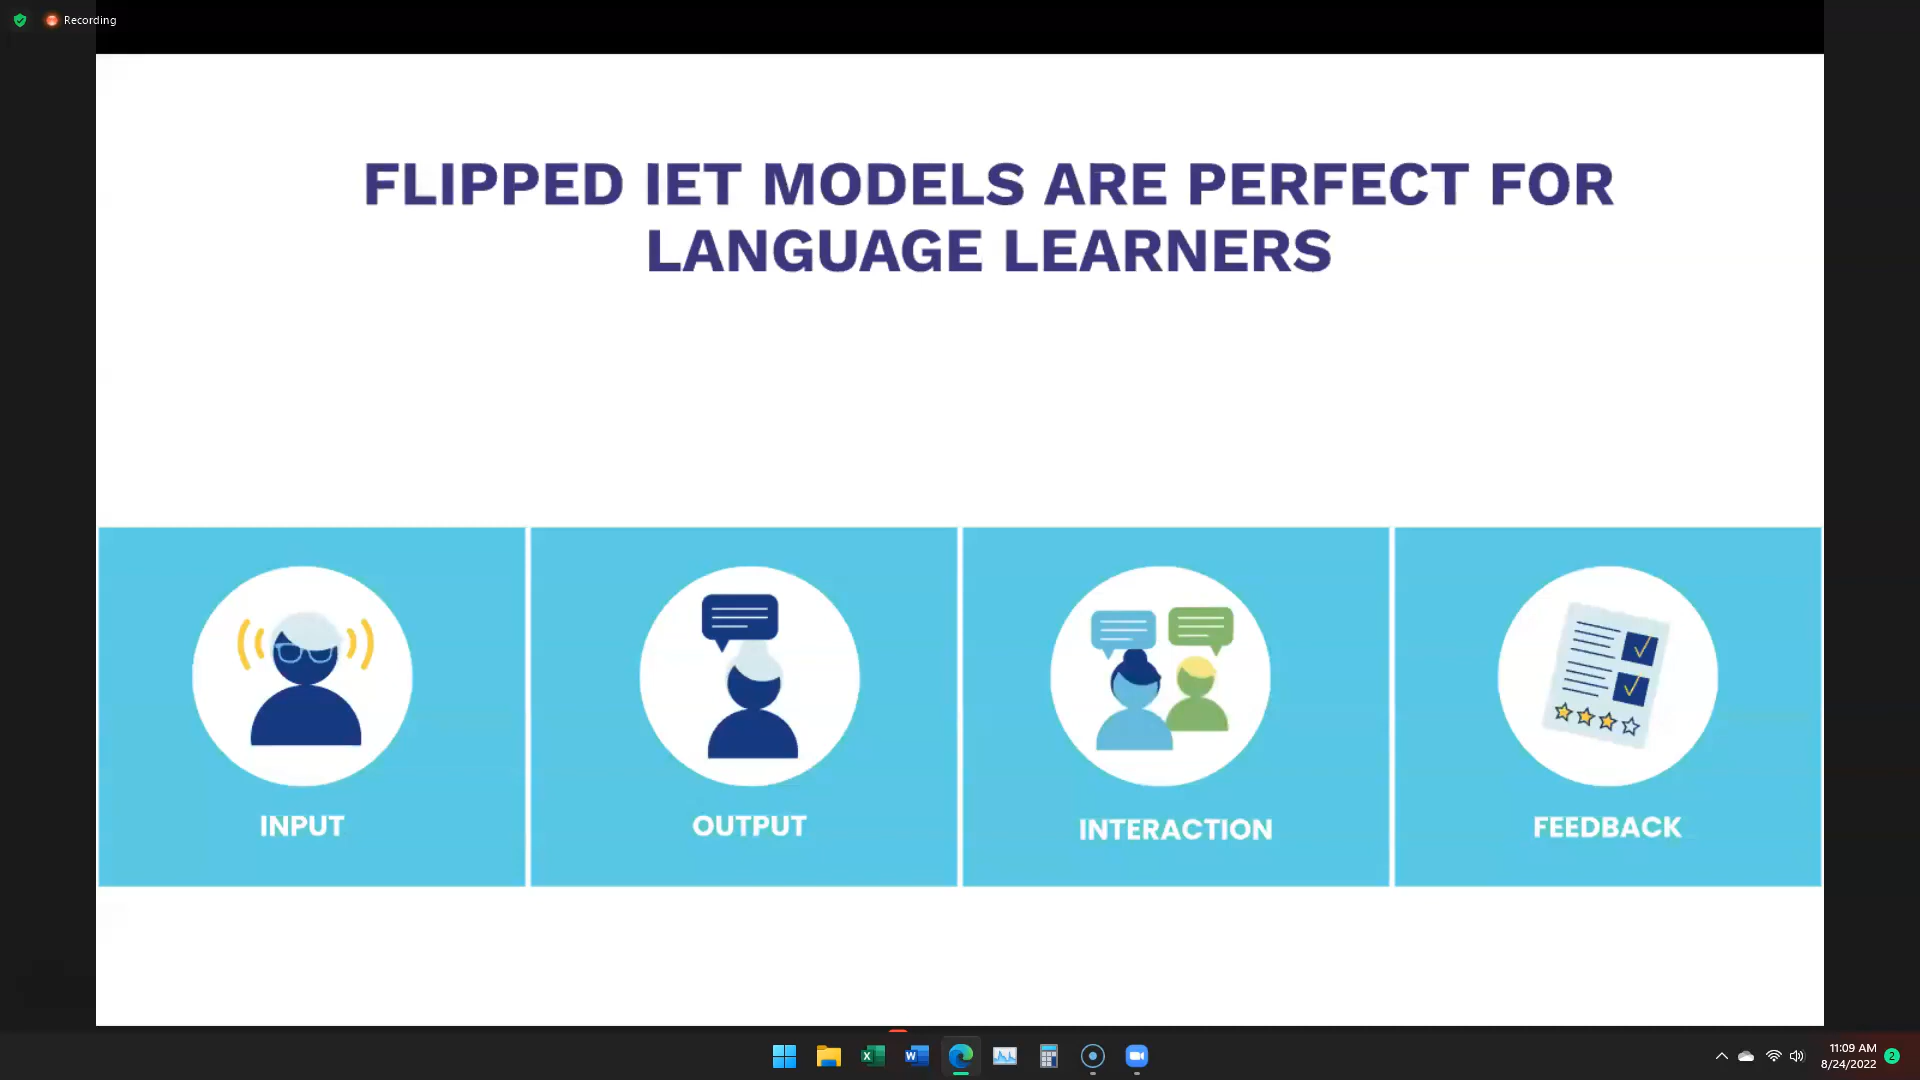 Recording
FLIPPED IET MODELS ARE PERFECT FOR
LANGUAGE LEARNERS
INPUT
OUTPUT
INTERACTION
FEEDBACK
11:09 AM
8/24/2022
2